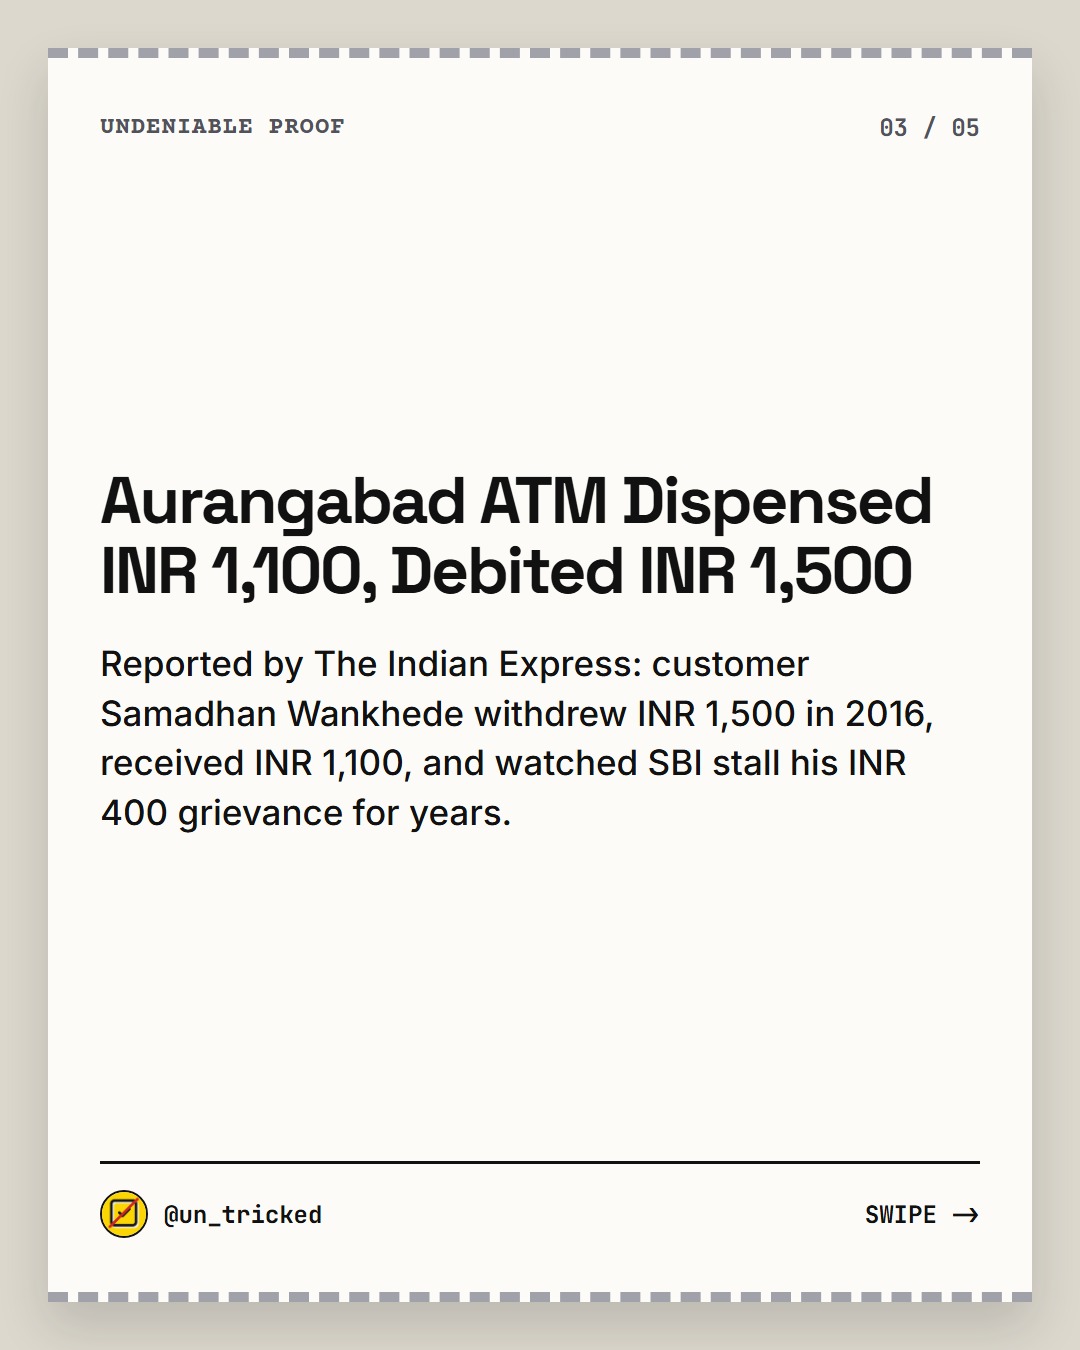 UNDENIABLE PROOF
03 / 05
Aurangabad ATM Dispensed
INR 1,100, Debited INR 1,500
Reported by The Indian Express: customer
Samadhan Wankhede withdrew INR 1,500 in 2016,
received INR 1,100, and watched SBI stall his INR
400 grievance for years.
@un_tricked
SWIPE →